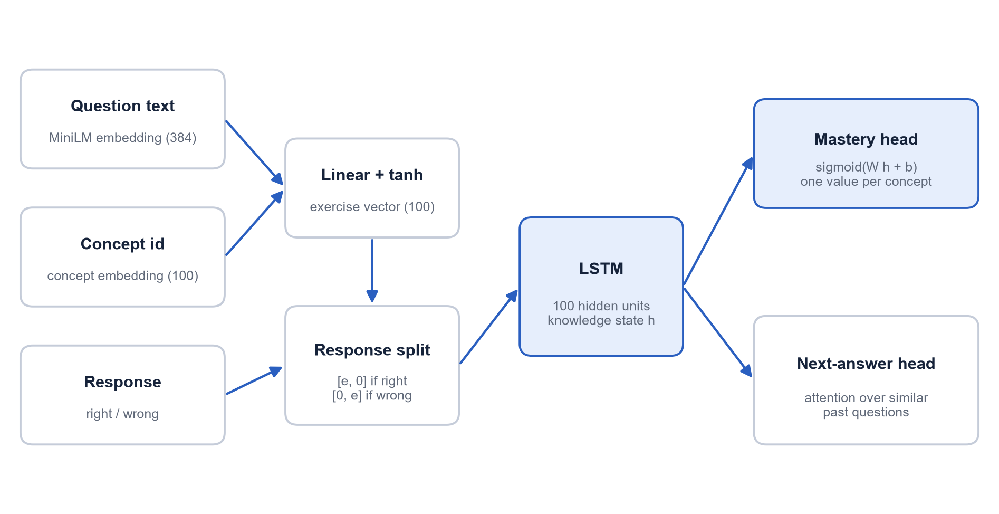 Question text
MiniLM embedding (384)
Concept id
concept embedding (100)
Response
right / wrong
Linear + tanh
exercise vector (100)
Response split
[e, 0] if right
[0, e] if wrong
LSTM
100 hidden units
knowledge state h
Mastery head
sigmoid(W h + b)
one value per concept
Next-answer head
attention over similar
past questions